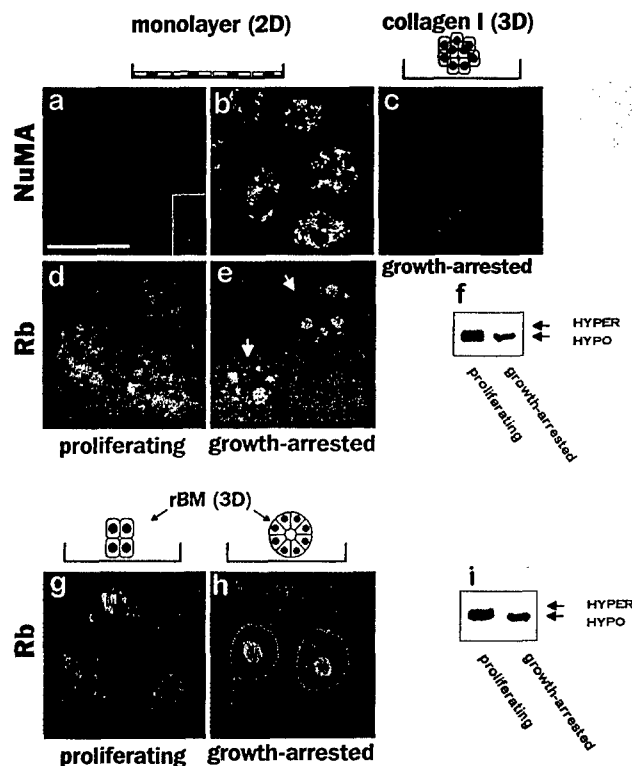 monolayer (2D) collagen I (3D)
a b c
NuMA
growth-arrested
d e f
Rb
HYPER
HYPO
proliferating growth-arrested
proliferating growth-arrested
rBM (3D)
g h i
Rb
HYPER
HYPO
proliferating growth-arrested
proliferating growth-arrested